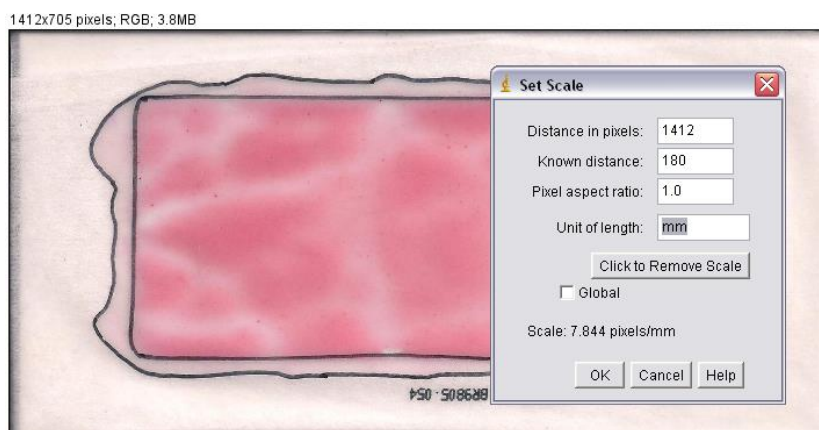 1412x705 pixels; RGB; 3.8MB
Set Scale
Distance in pixels: 1412
Known distance: 180
Pixel aspect ratio: 1.0
Unit of length: mm
Click to Remove Scale
Global
Scale: 7.844 pixels/mm
OK Cancel Help